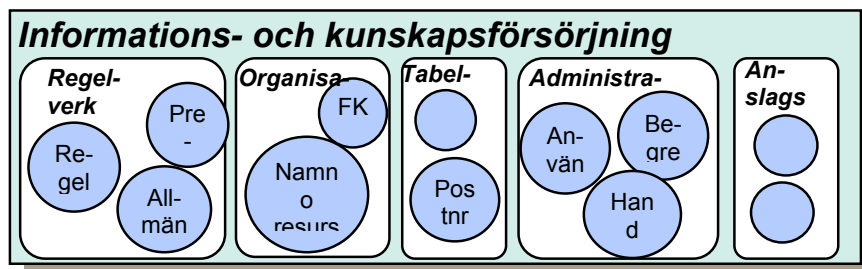 Informations- och kunskapsförsörjning
Regel-
verk
Re-
gel
Pre
-
All-
män
Organisa-
FK
Namn
o
resurs
Tabel-
Pos
tnr
Administra-
An-
vän
Be-
gre
Han
d
An-
slags